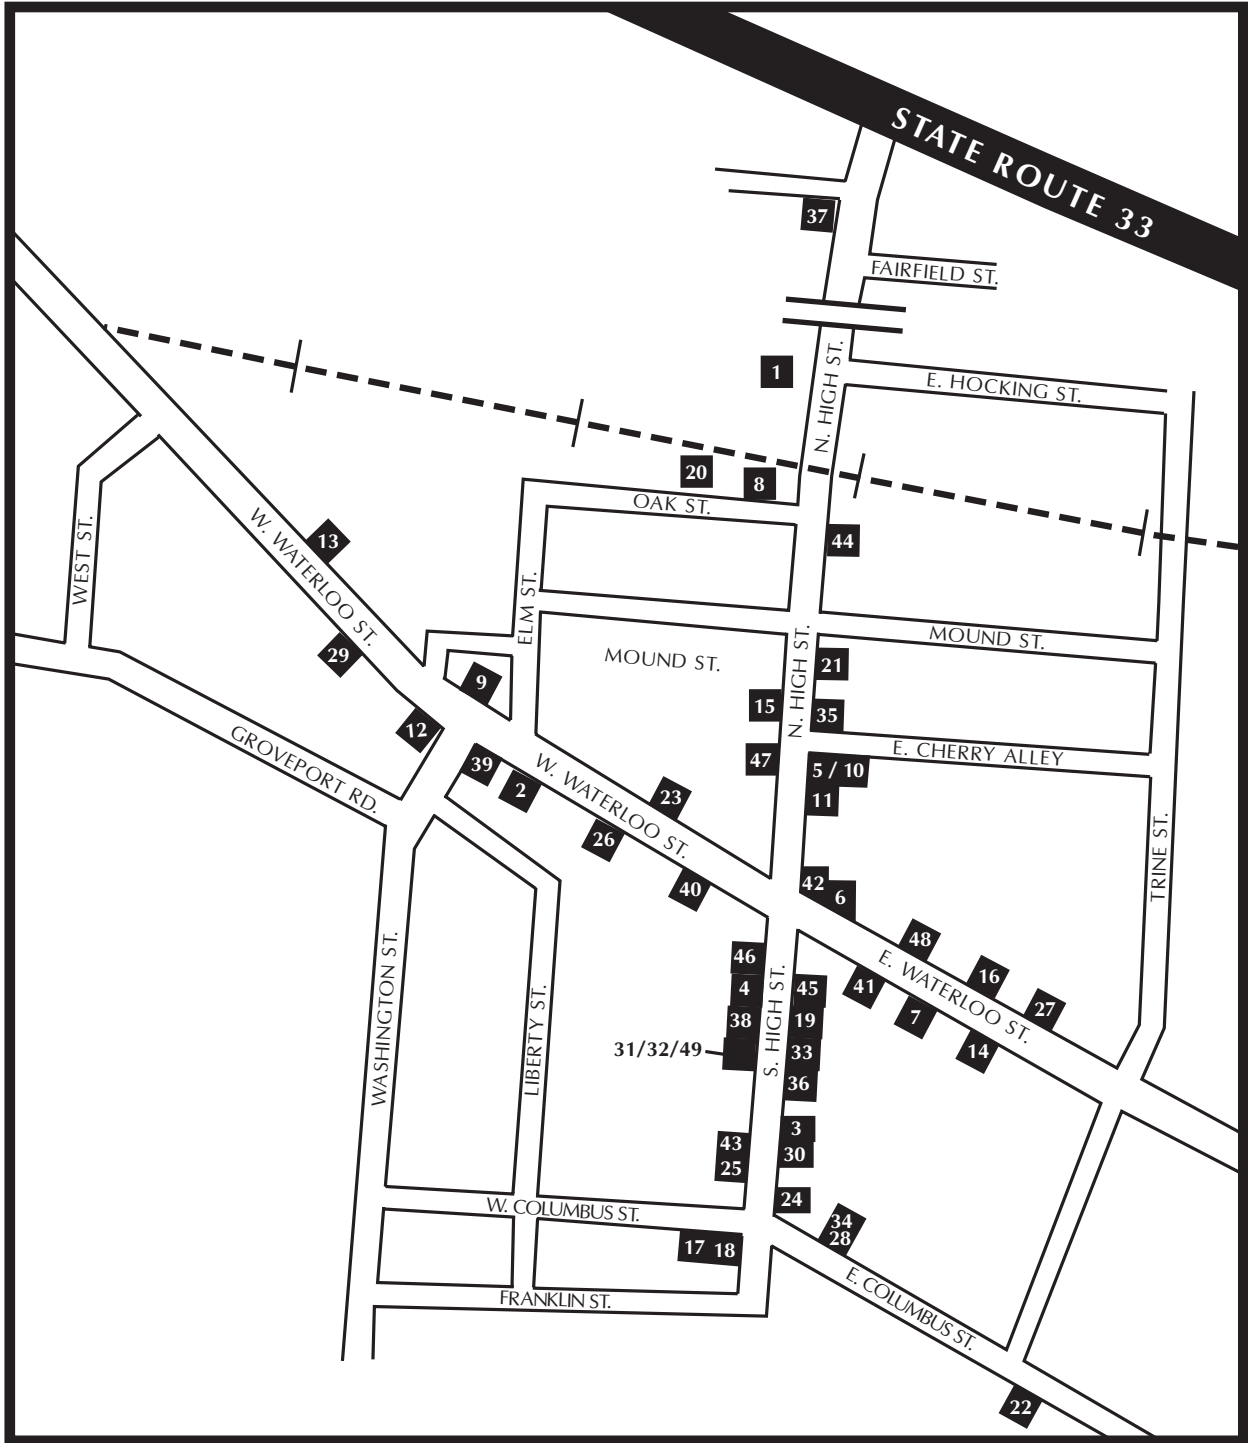 STATE ROUTE 33
37
FAIRFIELD ST.
1
N. HIGH ST.
E. HOCKING ST.
20
8
OAK ST.
13
44
W. WATERLOO ST.
WEST ST.
ELM ST.
29
MOUND ST.
MOUND ST.
21
9
N. HIGH ST.
15
35
12
GROVEPORT RD.
39
2
W. WATERLOO ST.
23
47
E. CHERRY ALLEY
5 / 10
11
26
40
42
6
TRINE ST.
48
46
4
38
31/32/49
S. HIGH ST.
45
19
33
36
41
7
E. WATERLOO ST.
16
27
14
WASHINGTON ST.
LIBERTY ST.
43
25
3
30
24
W. COLUMBUS ST.
34
28
17 18
E. COLUMBUS ST.
FRANKLIN ST.
22